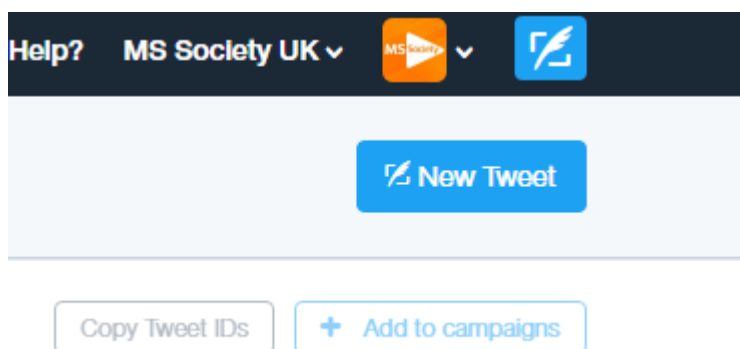 Help? MS Society UK MS Society
New Tweet
Copy Tweet IDs + Add to campaigns